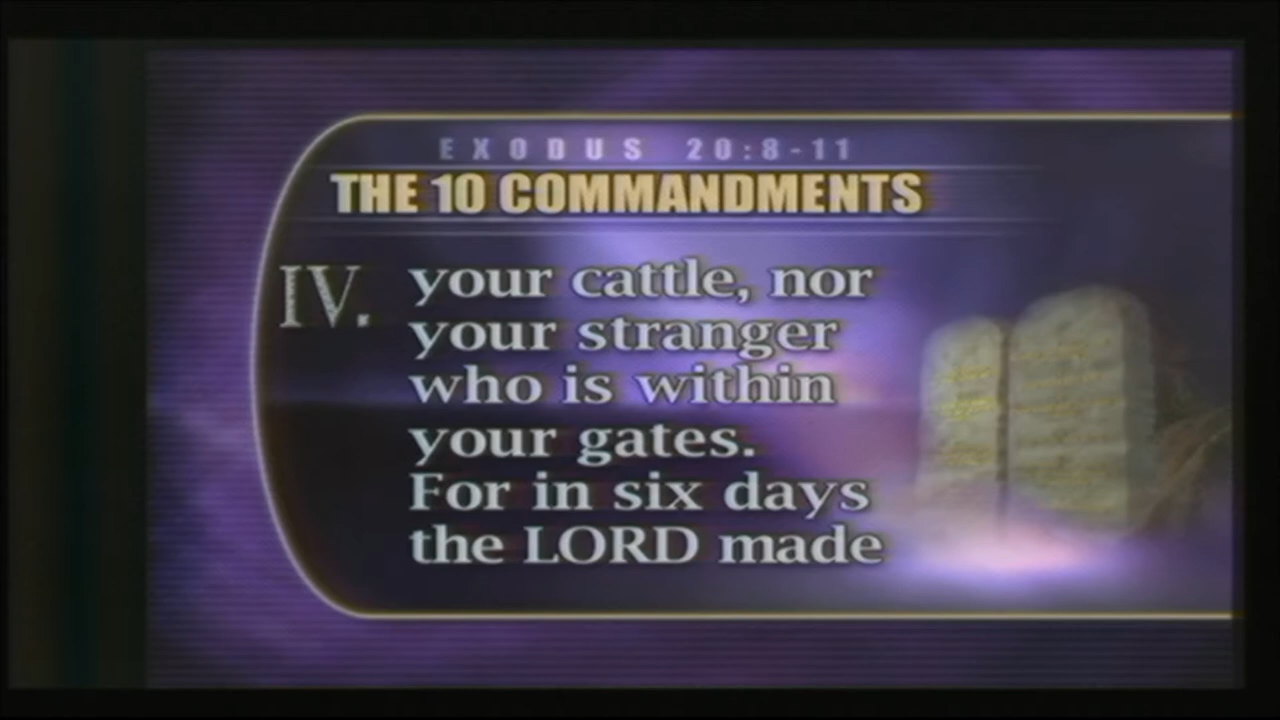 EXODUS 20:8-11
THE 10 COMMANDMENTS
IV. your cattle, nor
your stranger
who is within
your gates.
For in six days
the LORD made